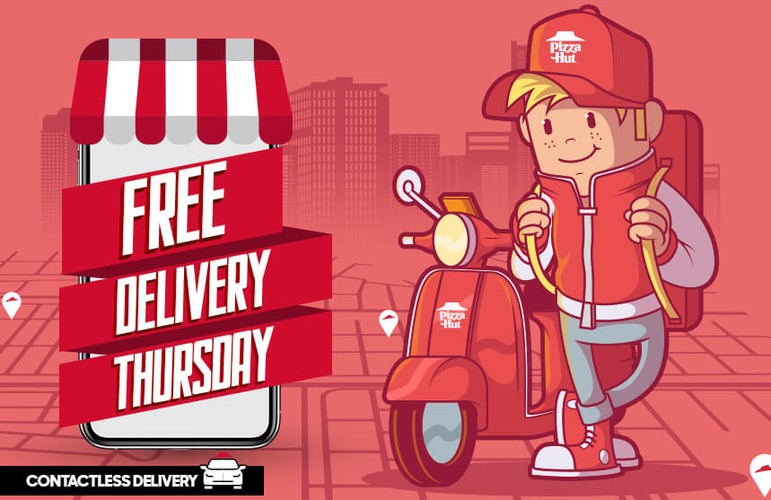 FREE
DELIVERY
THURSDAY
CONTACTLESS DELIVERY
Pizza
Hut
Pizza
Hut